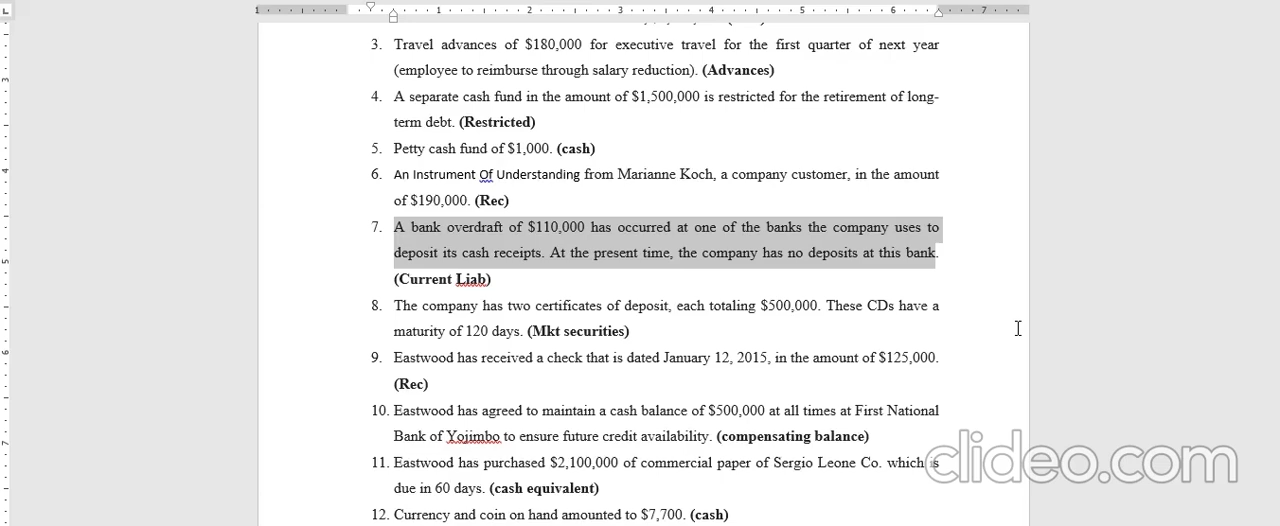 1 1 2 3 4 5 6 7
3. Travel advances of $180,000 for executive travel for the first quarter of next year
(employee to reimburse through salary reduction). (Advances)
4. A separate cash fund in the amount of $1,500,000 is restricted for the retirement of long-
term debt. (Restricted)
5. Petty cash fund of $1,000. (cash)
6. An Instrument Of Understanding from Marianne Koch, a company customer, in the amount
of $190,000. (Rec)
7. A bank overdraft of $110,000 has occurred at one of the banks the company uses to
deposit its cash receipts. At the present time, the company has no deposits at this bank.
(Current Liab)
8. The company has two certificates of deposit, each totaling $500,000. These CDs have a
maturity of 120 days. (Mkt securities)
9. Eastwood has received a check that is dated January 12, 2015, in the amount of $125,000.
(Rec)
10. Eastwood has agreed to maintain a cash balance of $500,000 at all times at First National
Bank of Yojimbo to ensure future credit availability. (compensating balance)
11. Eastwood has purchased $2,100,000 of commercial paper of Sergio Leone Co. which is
due in 60 days. (cash equivalent)
12. Currency and coin on hand amounted to $7,700. (cash)
clideo.com